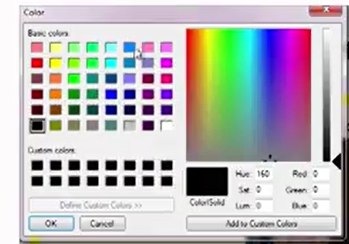 Color
Basic colors:
Custom colors:
Define Custom Colors >>
OK Cancel
Hue: 160 Red: 0
Sat: 0 Green: 0
Color|Solid Lum: 0 Blue: 0
Add to Custom Colors